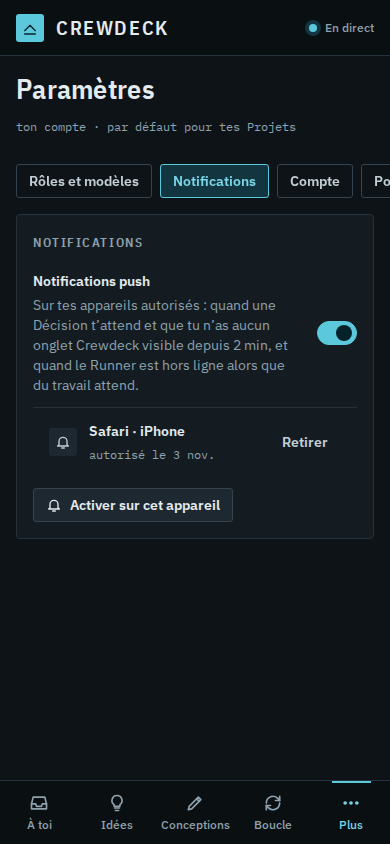 CREWDECK
En direct
Paramètres
ton compte · par défaut pour tes Projets
Rôles et modèles
Notifications
Compte
Po
NOTIFICATIONS
Notifications push
Sur tes appareils autorisés : quand une
Décision t’attend et que tu n’as aucun
onglet Crewdeck visible depuis 2 min, et
quand le Runner est hors ligne alors que
du travail attend.
Safari · iPhone
autorisé le 3 nov.
Retirer
Activer sur cet appareil
À toi
Idées
Conceptions
Boucle
Plus